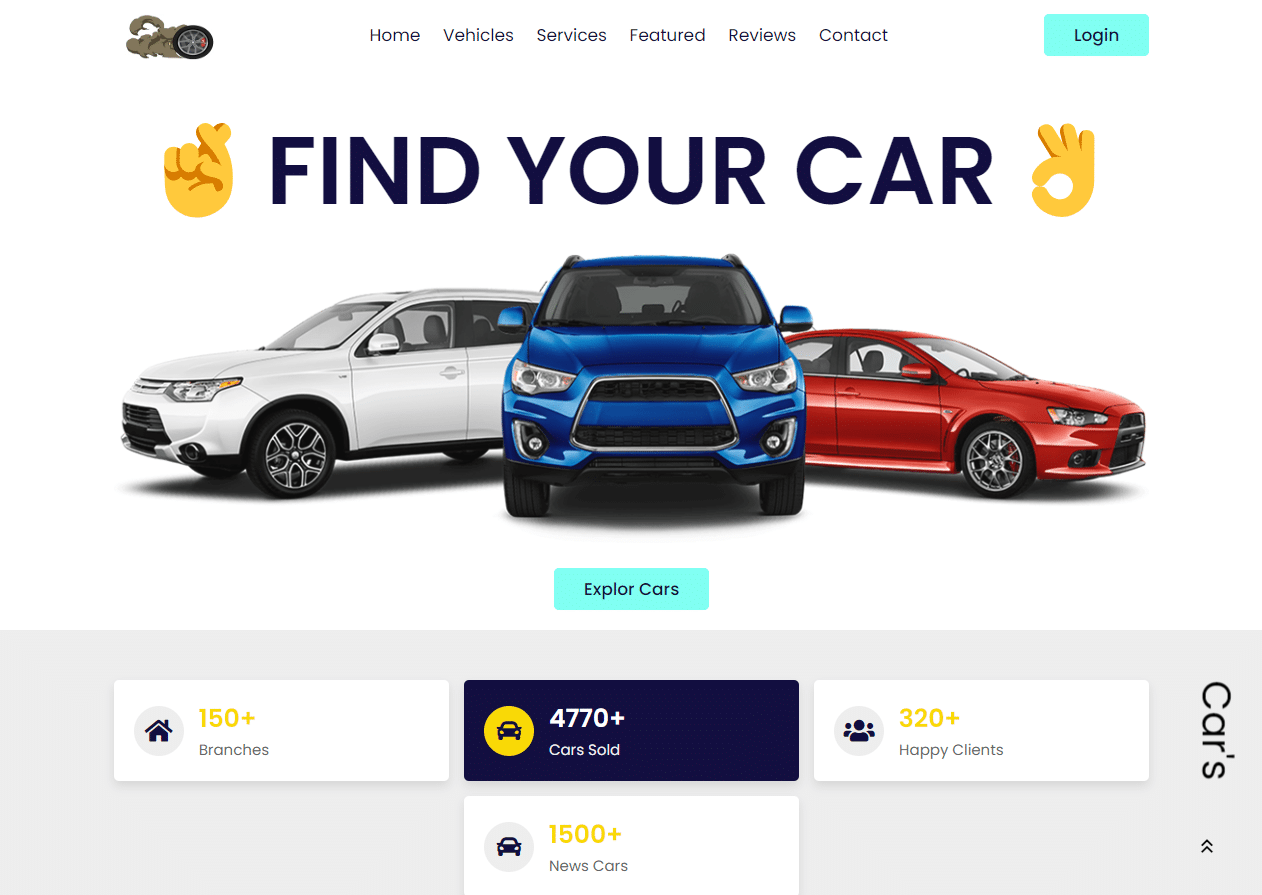 Home Vehicles Services Featured Reviews Contact Login
FIND YOUR CAR
Explor Cars
150+
Branches
4770+
Cars Sold
320+
Happy Clients
1500+
News Cars
Car's